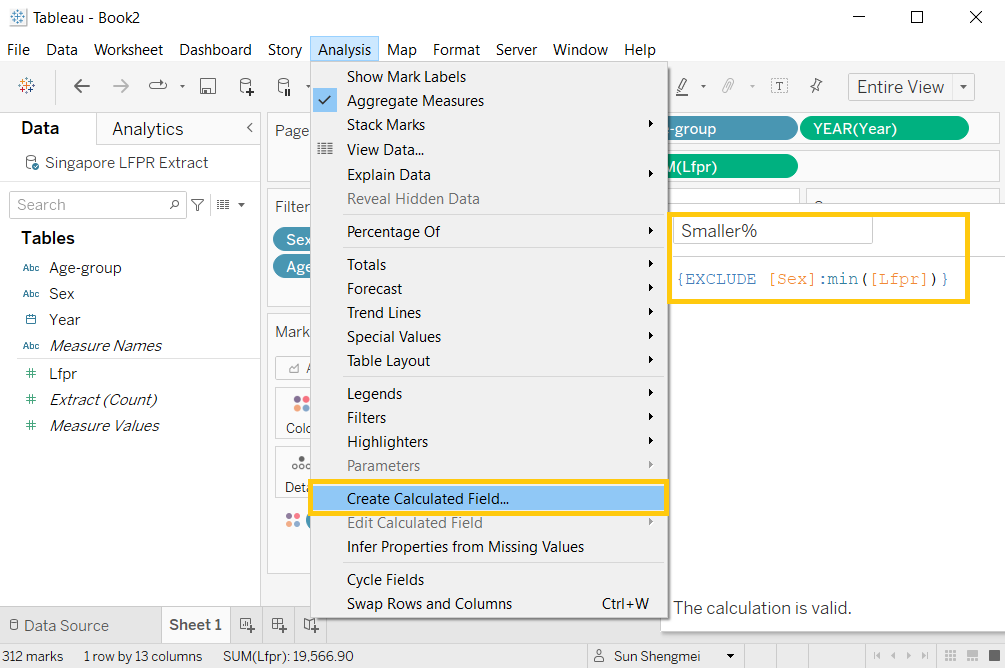 Tableau - Book2
File Data Worksheet Dashboard Story Analysis Map Format Server Window Help
Entire View
Data Analytics
Singapore LFPR Extract
Search
Tables
Abc Age-group
Abc Sex
Year
Abc Measure Names
# Lfpr
# Extract (Count)
# Measure Values
Page
Filter
Sex
Age
Mark
A
Colo
Deta
Show Mark Labels
Aggregate Measures
Stack Marks
View Data...
Explain Data
Reveal Hidden Data
Percentage Of
Totals
Forecast
Trend Lines
Special Values
Table Layout
Legends
Filters
Highlighters
Parameters
Create Calculated Field...
Edit Calculated Field
Infer Properties from Missing Values
Cycle Fields
Swap Rows and Columns Ctrl+W
-group YEAR(Year)
M(Lfpr)
Smaller%
{EXCLUDE [Sex]:min([Lfpr])}
The calculation is valid.
Data Source Sheet 1
312 marks 1 row by 13 columns SUM(Lfpr): 19,566.90 Sun Shengmei